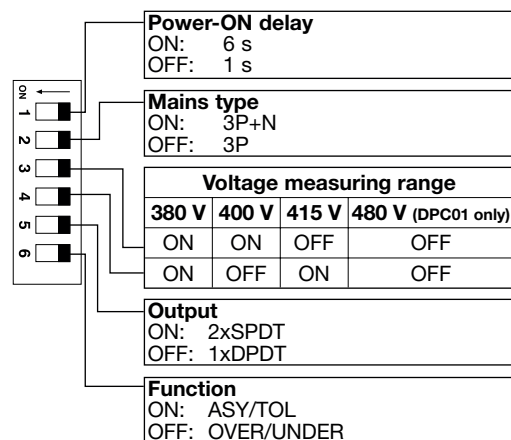 Power-ON delay
ON: 6 s
OFF: 1 s
ON
1
2
3
4
5
6
Mains type
ON: 3P+N
OFF: 3P
Voltage measuring range
380 V 400 V 415 V 480 V (DPC01 only)
ON ON OFF OFF
ON OFF ON OFF
Output
ON: 2xSPDT
OFF: 1xDPDT
Function
ON: ASY/TOL
OFF: OVER/UNDER